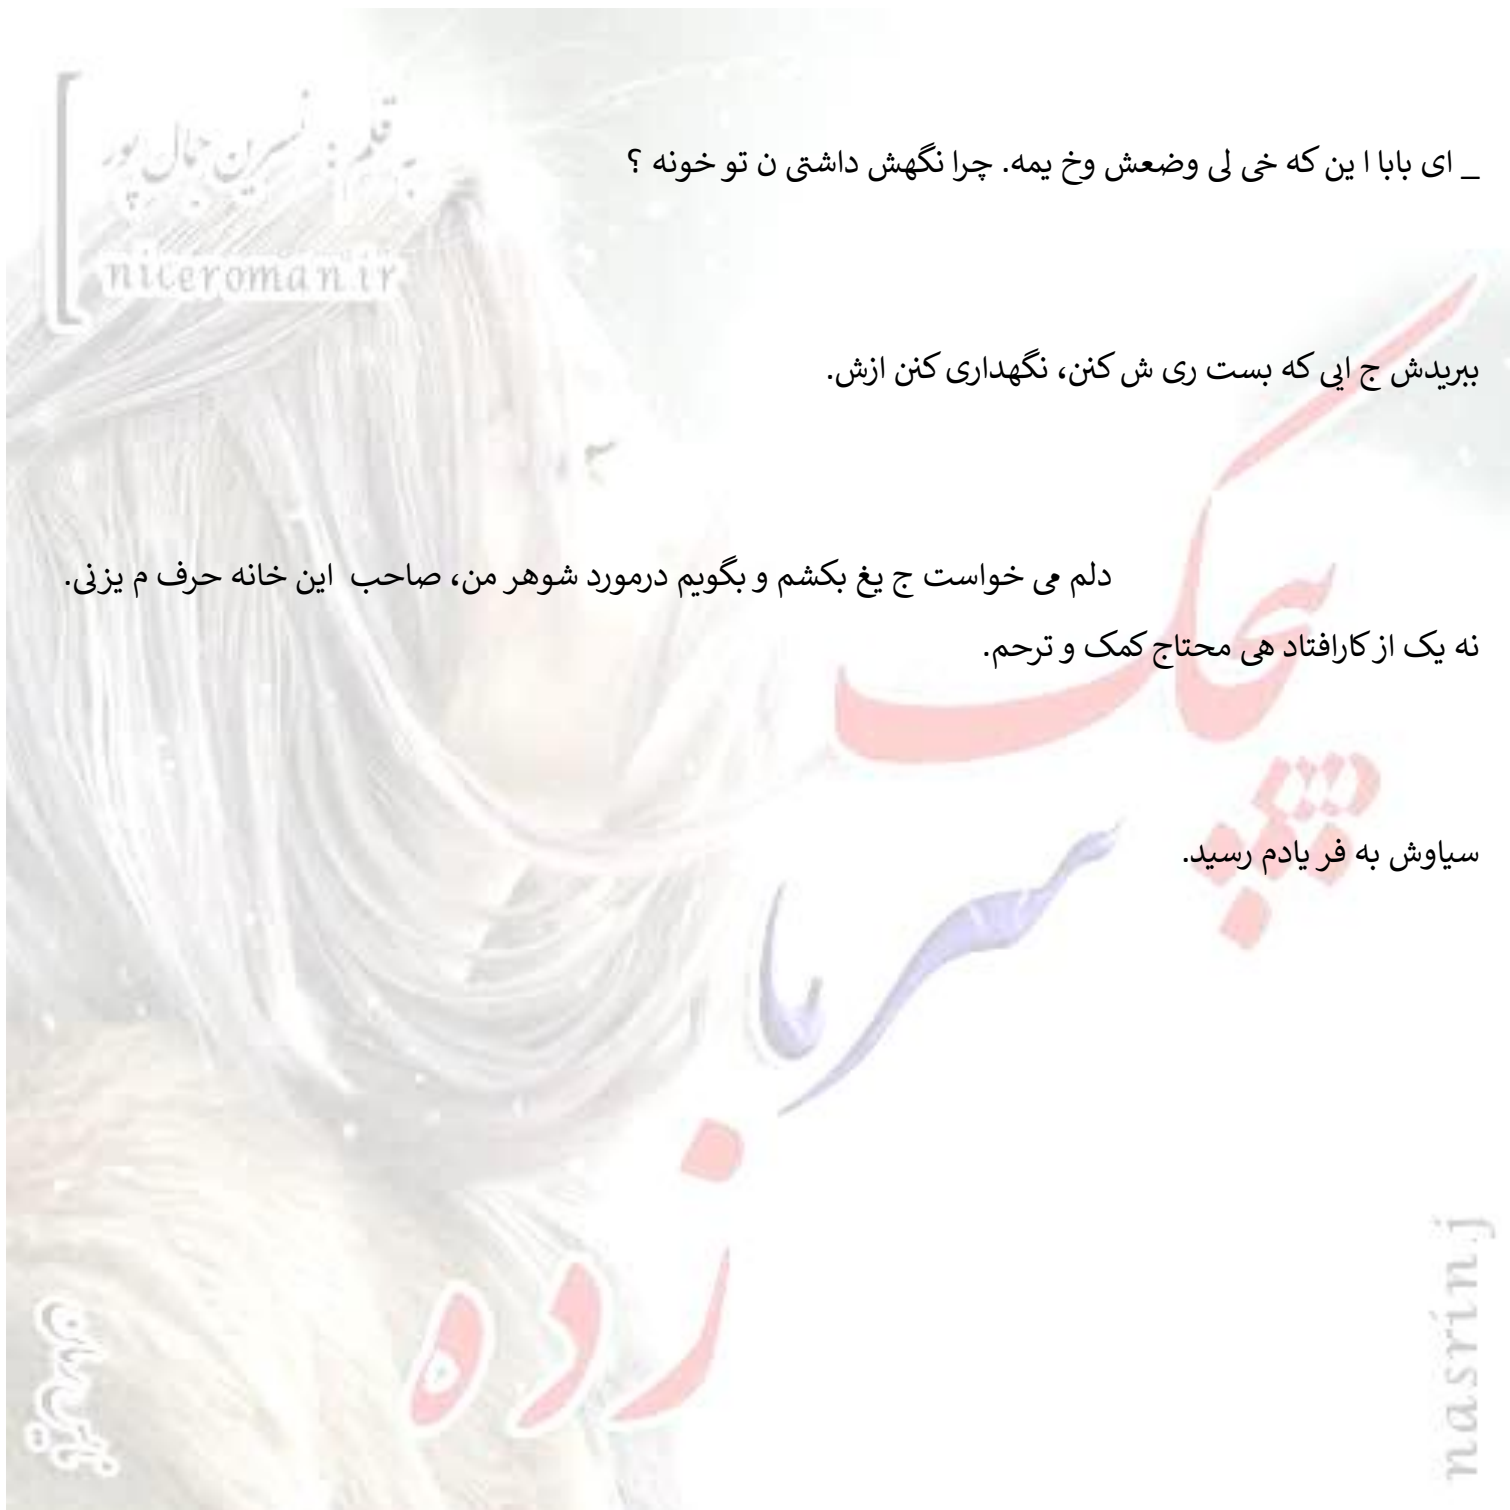 به قلم : نسرین جمال پور
niceroman.ir
_ ای بابا ا ین که خی لی وضعش وخ یمه. چرا نگهش داشتی ن تو خونه ؟
ببریدش ج ایی که بست ری ش کنن، نگهداری کنن ازش.
دلم می خواست ج یغ بکشم و بگویم درمورد شوهر من، صاحب این خانه حرف م یزنی.
نه یک از کارافتاد هی محتاج کمک و ترحم.
سیاوش به فر یادم رسید.
پیچک
سرما
زده
nasrin.j